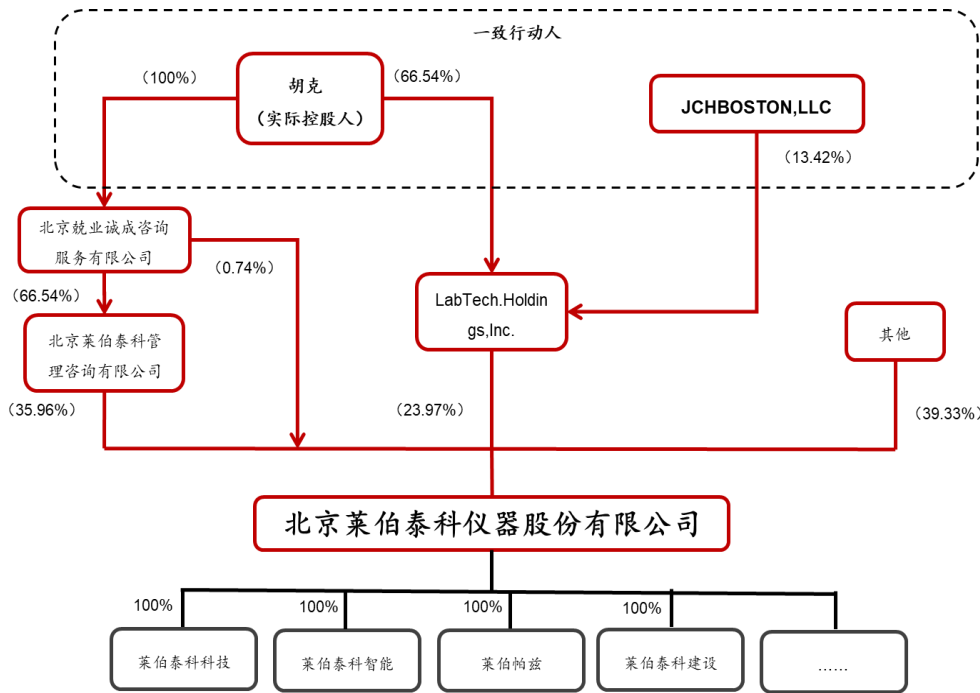 一致行动人
（100%）
胡克
（实际控股人）
（66.54%）
JCHBOSTON,LLC
（13.42%）
北京兢业诚成咨询
服务有限公司
（0.74%）
（66.54%）
LabTech.Holdin
gs,Inc.
北京莱伯泰科管
理咨询有限公司
其他
（35.96%）
（23.97%）
（39.33%）
北京莱伯泰科仪器股份有限公司
100%
100%
100%
100%
莱伯泰科科技
莱伯泰科智能
莱伯帕兹
莱伯泰科建设
……